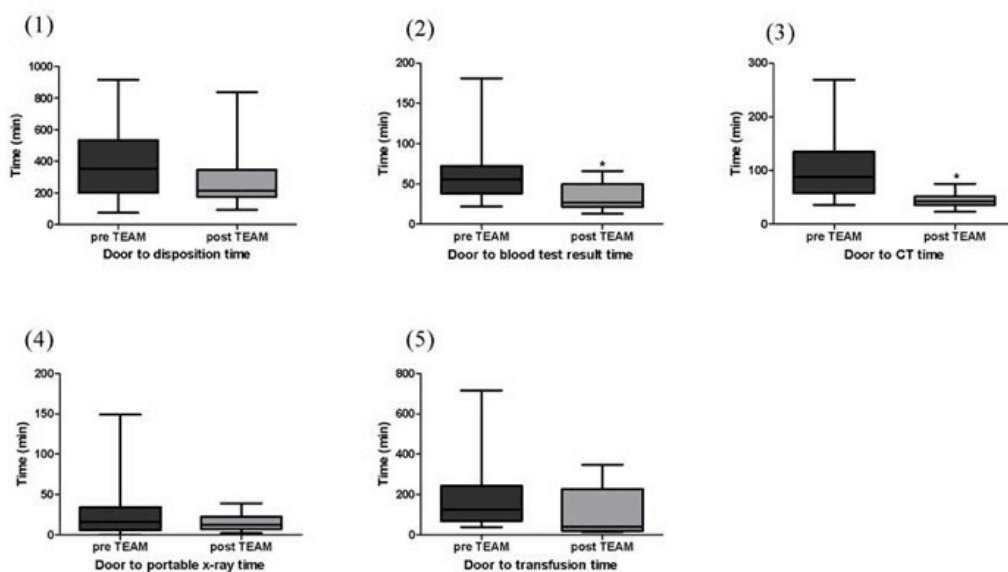 (1)
1000
800
600
400
200
0
Time (min)
pre TEAM post TEAM
Door to disposition time
(2)
200
150
100
50
0
Time (min)
*
pre TEAM post TEAM
Door to blood test result time
(3)
300
200
100
0
Time (min)
*
pre TEAM post TEAM
Door to CT time
(4)
200
150
100
50
0
Time (min)
pre TEAM post TEAM
Door to portable x-ray time
(5)
800
600
400
200
0
Time (min)
pre TEAM post TEAM
Door to transfusion time